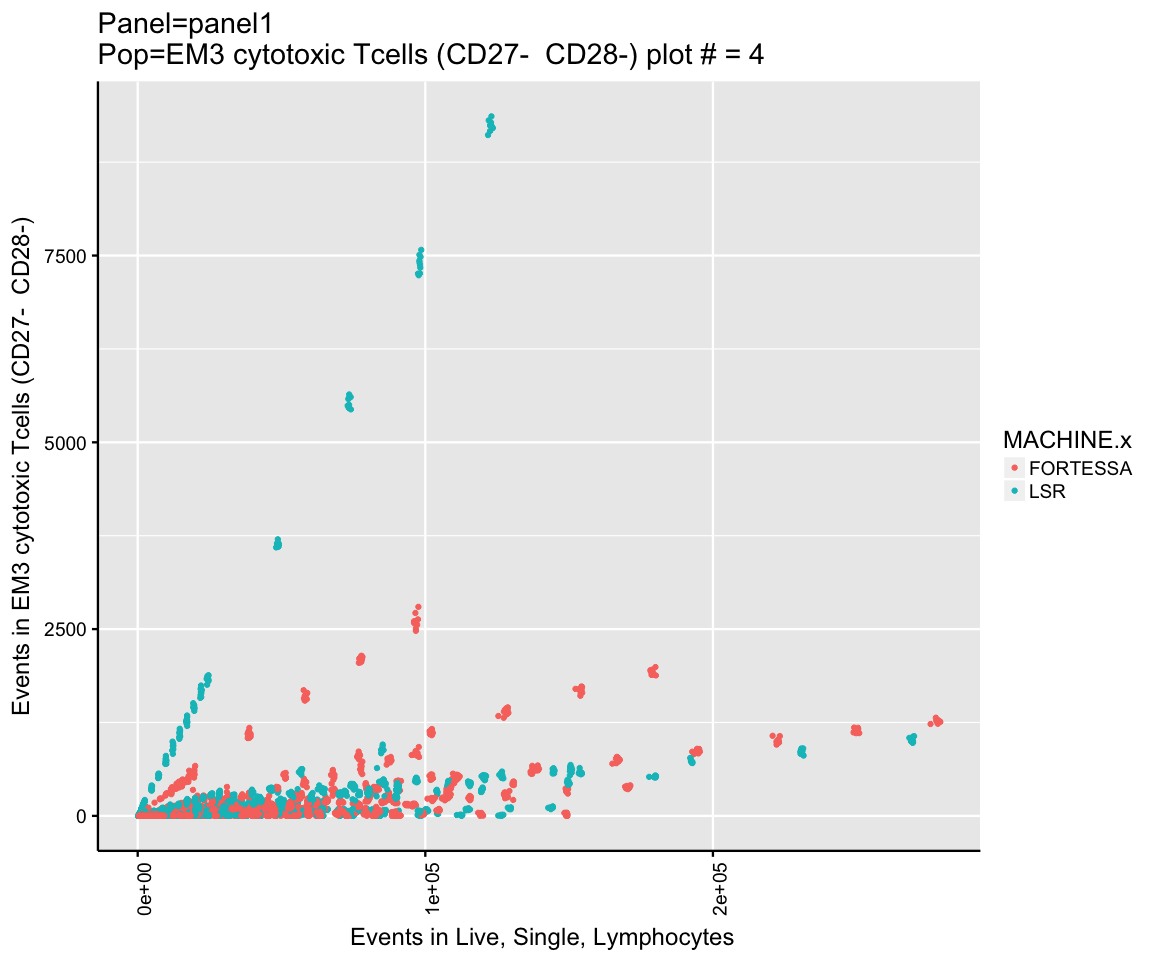 Panel=panel1
Pop=EM3 cytotoxic Tcells (CD27-  CD28-) plot # = 4
Events in EM3 cytotoxic Tcells (CD27-  CD28-)
7500
5000
2500
0
0e+00
1e+05
2e+05
Events in Live, Single, Lymphocytes
MACHINE.x
FORTESSA
LSR